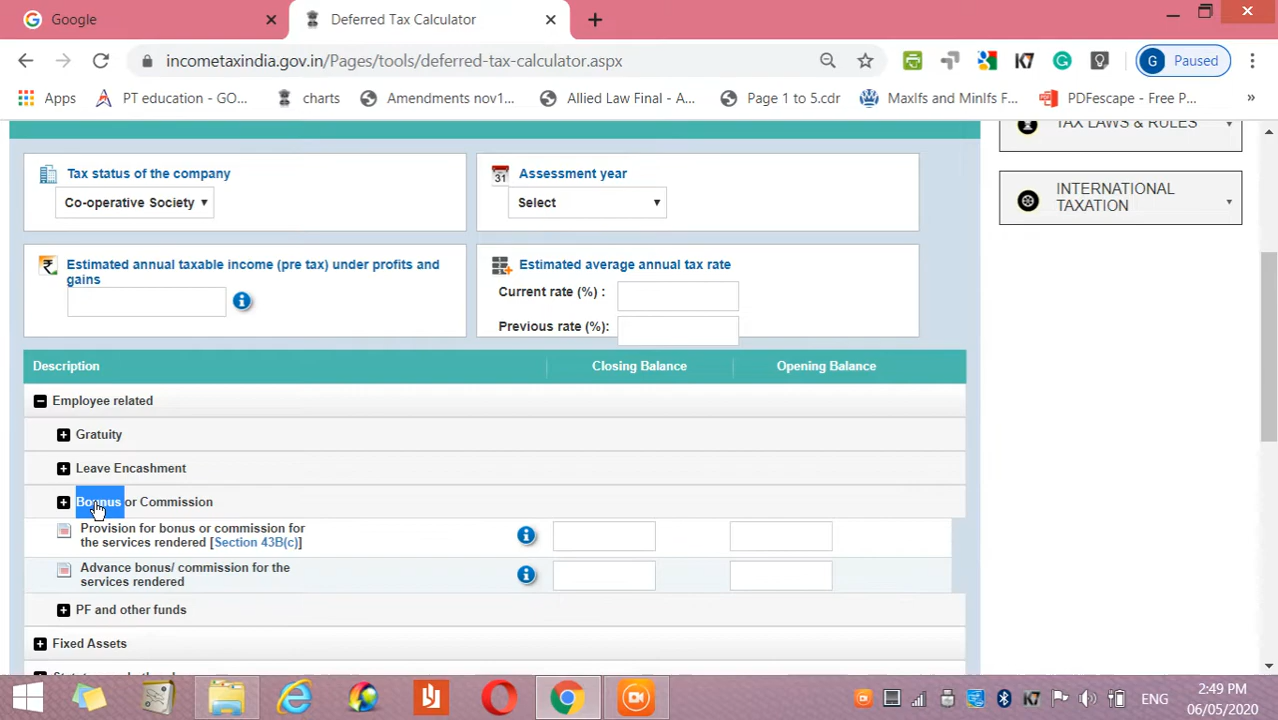 Google
Deferred Tax Calculator
incometaxindia.gov.in/Pages/tools/deferred-tax-calculator.aspx
G Paused
Apps
PT education - GO...
charts
Amendments nov1...
Allied Law Final - A...
Page 1 to 5.cdr
MaxIfs and MinIfs F...
PDFescape - Free P...
»
TAX LAWS & RULES
Tax status of the company
Co-operative Society
Assessment year
Select
INTERNATIONAL
TAXATION
Estimated annual taxable income (pre tax) under profits and
gains
Estimated average annual tax rate
Current rate (%) :
Previous rate (%):
Description
Closing Balance
Opening Balance
Employee related
Gratuity
Leave Encashment
Bounus or Commission
Provision for bonus or commission for
the services rendered [Section 43B(c)]
Advance bonus/ commission for the
services rendered
PF and other funds
Fixed Assets
ENG
2:49 PM
06/05/2020